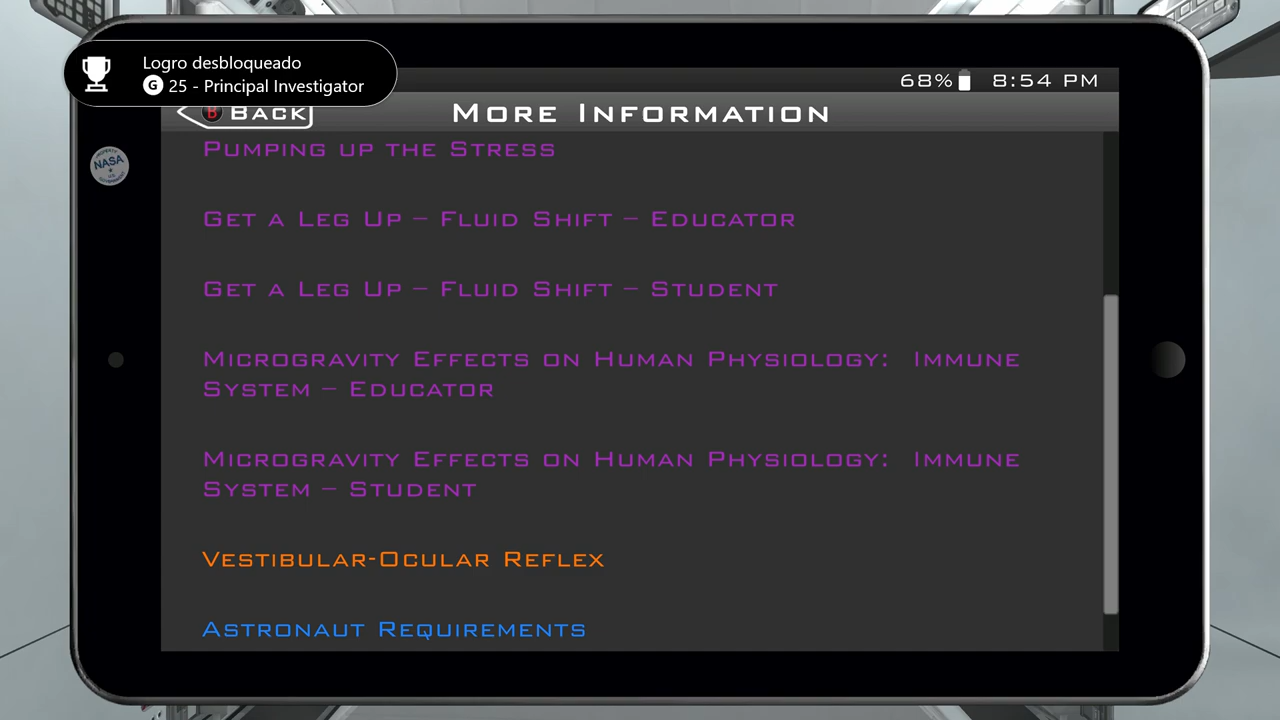 Logro desbloqueado
G 25 - Principal Investigator
68% 8:54 PM
B Back
More Information
Pumping up the Stress
Get a Leg Up – Fluid Shift – Educator
Get a Leg Up – Fluid Shift – Student
Microgravity Effects on Human Physiology: Immune
System – Educator
Microgravity Effects on Human Physiology: Immune
System – Student
Vestibular-Ocular Reflex
Astronaut Requirements
PROPERTY
NASA